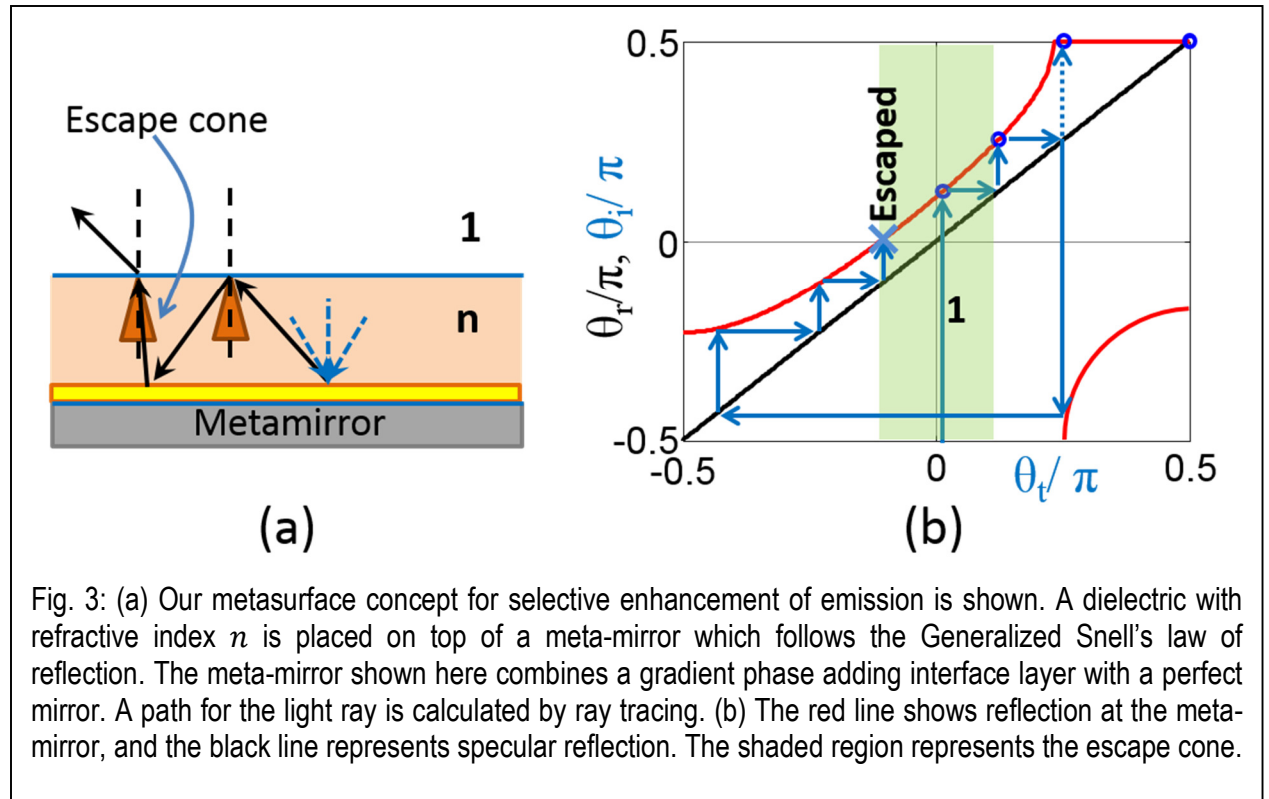 Escape cone
1
n
Metamirror
(a)
θr/π, θi/ π
0.5
0
-0.5
Escaped
1
-0.5
0
0.5
θt/ π
(b)
Fig. 3: (a) Our metasurface concept for selective enhancement of emission is shown. A dielectric with
refractive index n is placed on top of a meta-mirror which follows the Generalized Snell's law of
reflection. The meta-mirror shown here combines a gradient phase adding interface layer with a perfect
mirror. A path for the light ray is calculated by ray tracing. (b) The red line shows reflection at the meta-
mirror, and the black line represents specular reflection. The shaded region represents the escape cone.